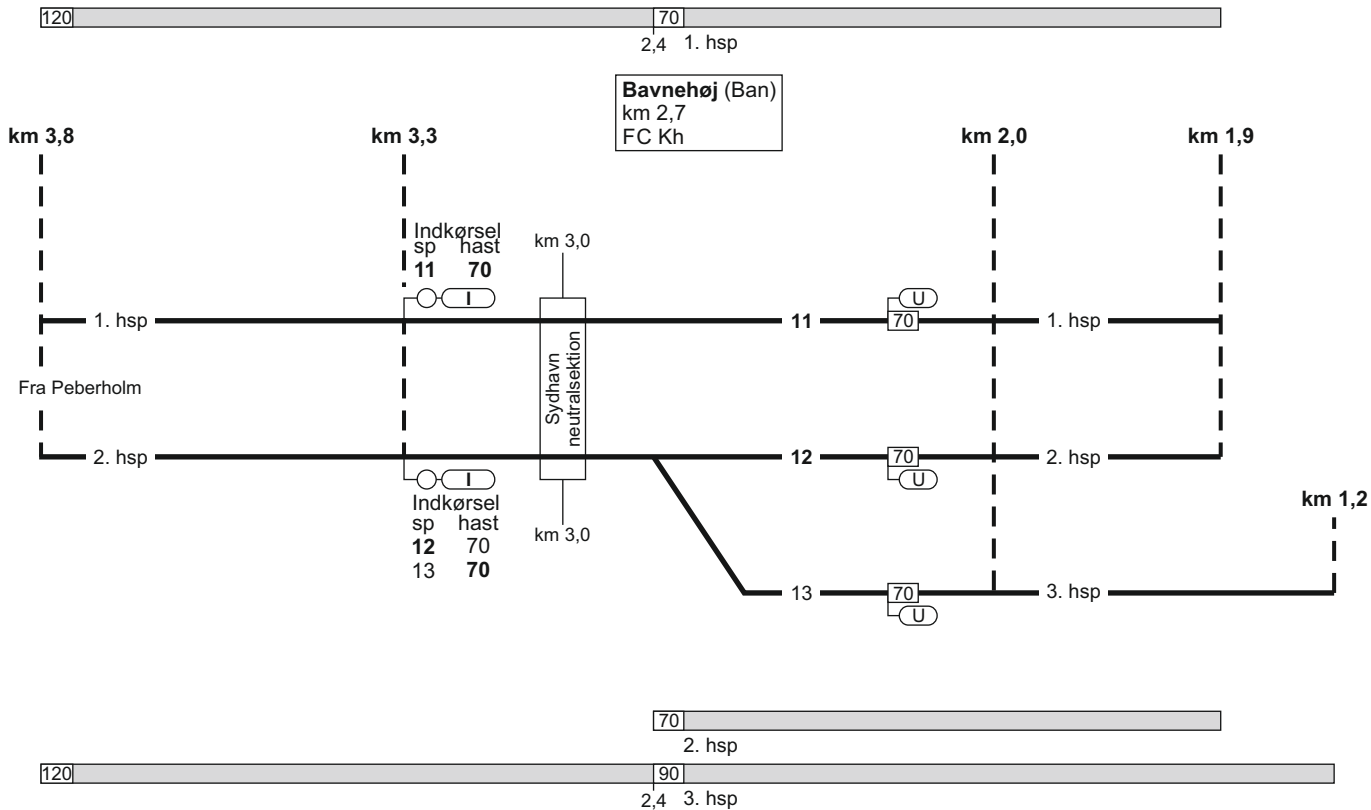 120
70
2,4 1. hsp
Bavnehøj (Ban)
km 2,7
FC Kh
km 3,8
km 3,3
km 2,0
km 1,9
Indkørsel
sp hast
11 70
I
km 3,0
U
1. hsp
11
70
1. hsp
Fra Peberholm
Sydhavn
neutralsektion
2. hsp
12
70
2. hsp
I
U
Indkørsel
sp hast
12 70
13 70
km 3,0
km 1,2
13
70
3. hsp
U
70
2. hsp
120
90
2,4 3. hsp